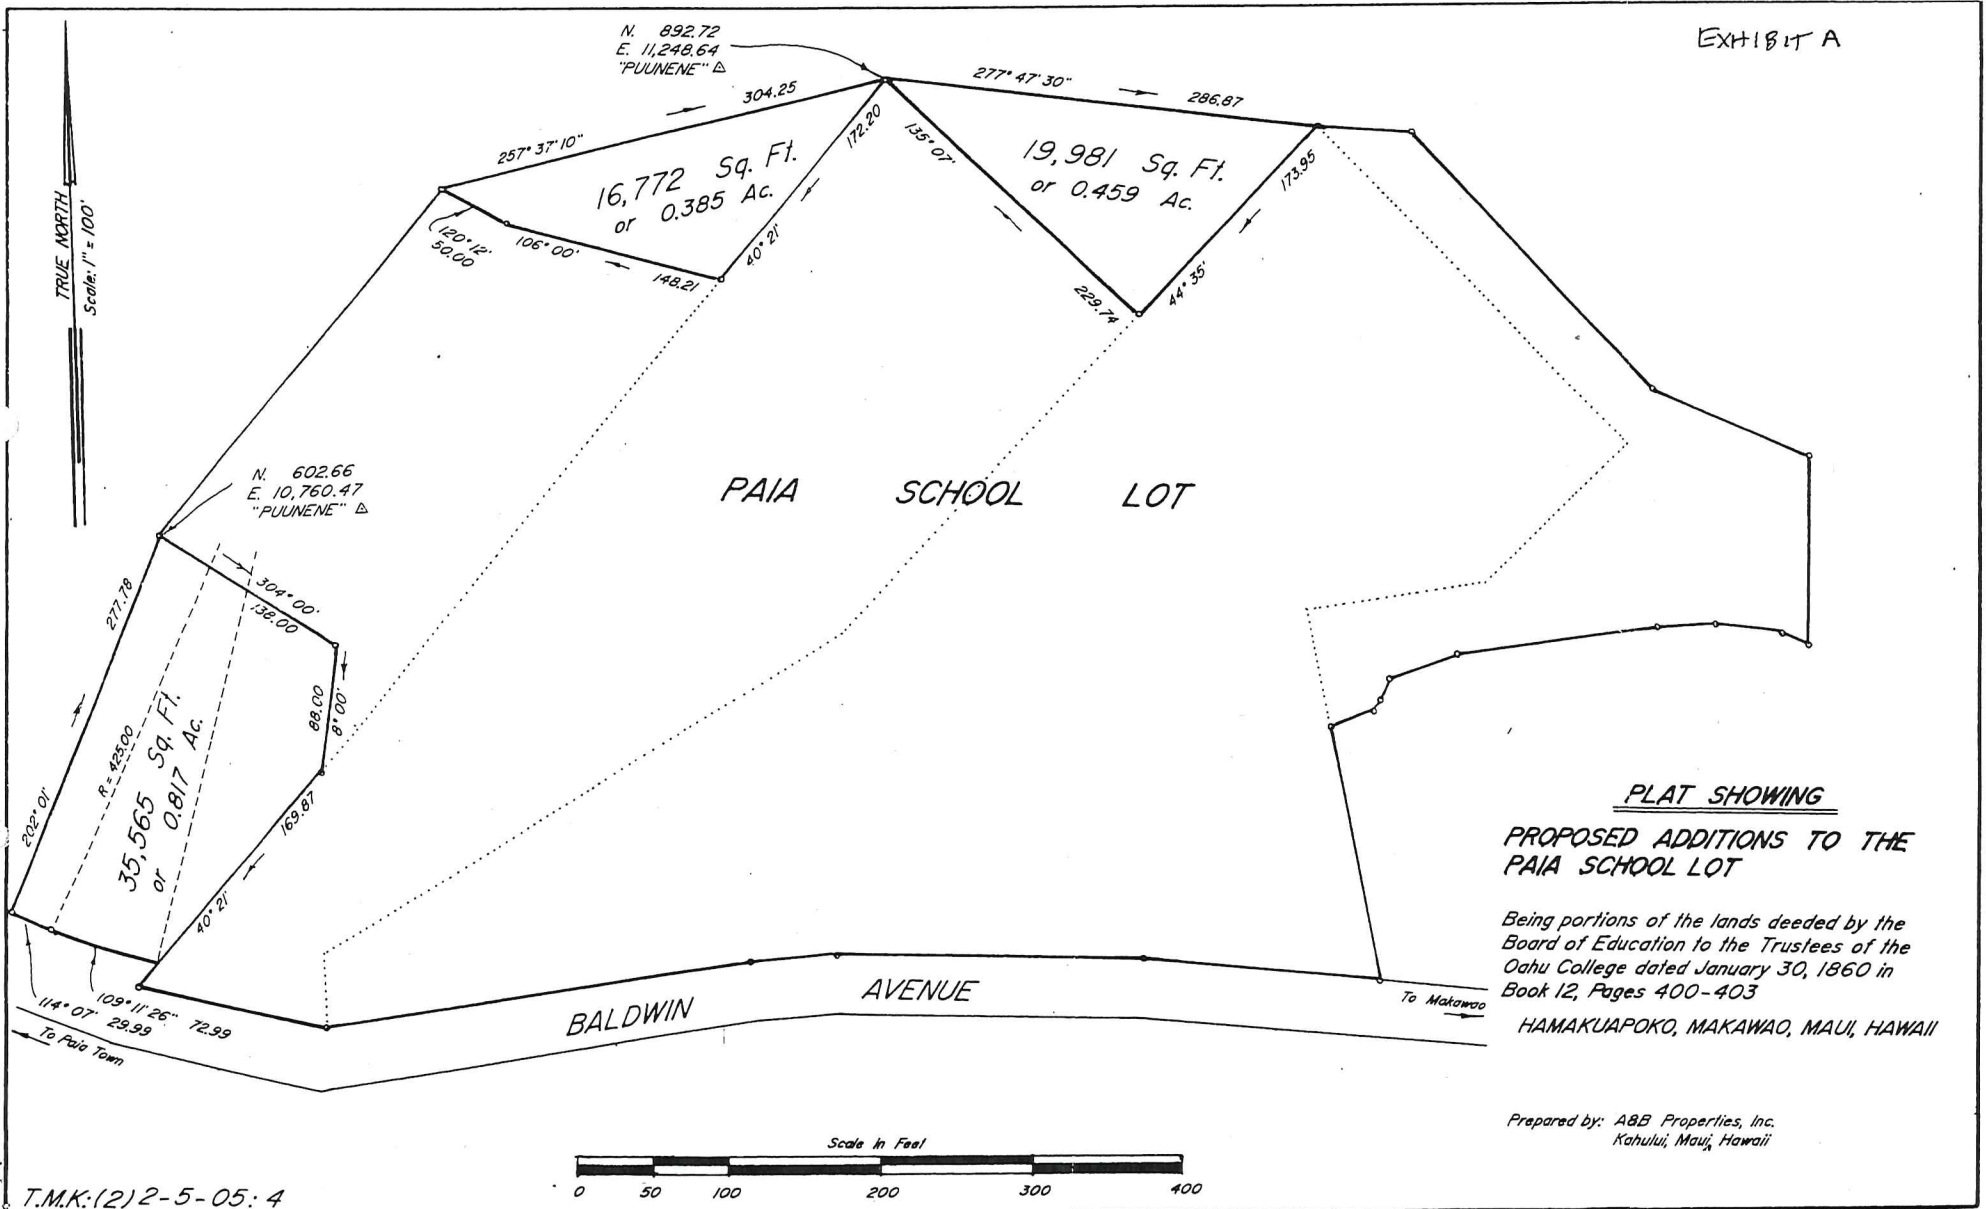 EXHIBIT A
N. 892.72
E. 11,248.64
"PUUNENE" △
277° 47' 30"
286.87
304.25
257° 37' 10"
172.20
135° 07'
16,772 Sq. Ft.
or 0.385 Ac.
19,981 Sq. Ft.
or 0.459 Ac.
173.95
120° 12'
50.00
106° 00'
148.21
40° 21'
229.74
44° 35'
TRUE NORTH
Scale: 1" = 100'
N. 602.66
E. 10,760.47
"PUUNENE" △
PAIA SCHOOL LOT
277.78
304° 00'
138.00
88.00
8° 00'
R = 425.00
35,565 Sq. Ft.
or 0.817 Ac.
202° 01'
169.87
40° 21'
114° 07' 29.99
109° 11' 26" 72.99
To Paia Town
BALDWIN AVENUE
To Makawao
PLAT SHOWING
PROPOSED ADDITIONS TO THE
PAIA SCHOOL LOT
Being portions of the lands deeded by the
Board of Education to the Trustees of the
Oahu College dated January 30, 1860 in
Book 12, Pages 400-403
HAMAKUAPOKO, MAKAWAO, MAUI, HAWAII
Prepared by: A&B Properties, Inc.
Kahului, Maui, Hawaii
Scale in Feet
0 50 100 200 300 400
T.M.K.:(2) 2-5-05: 4